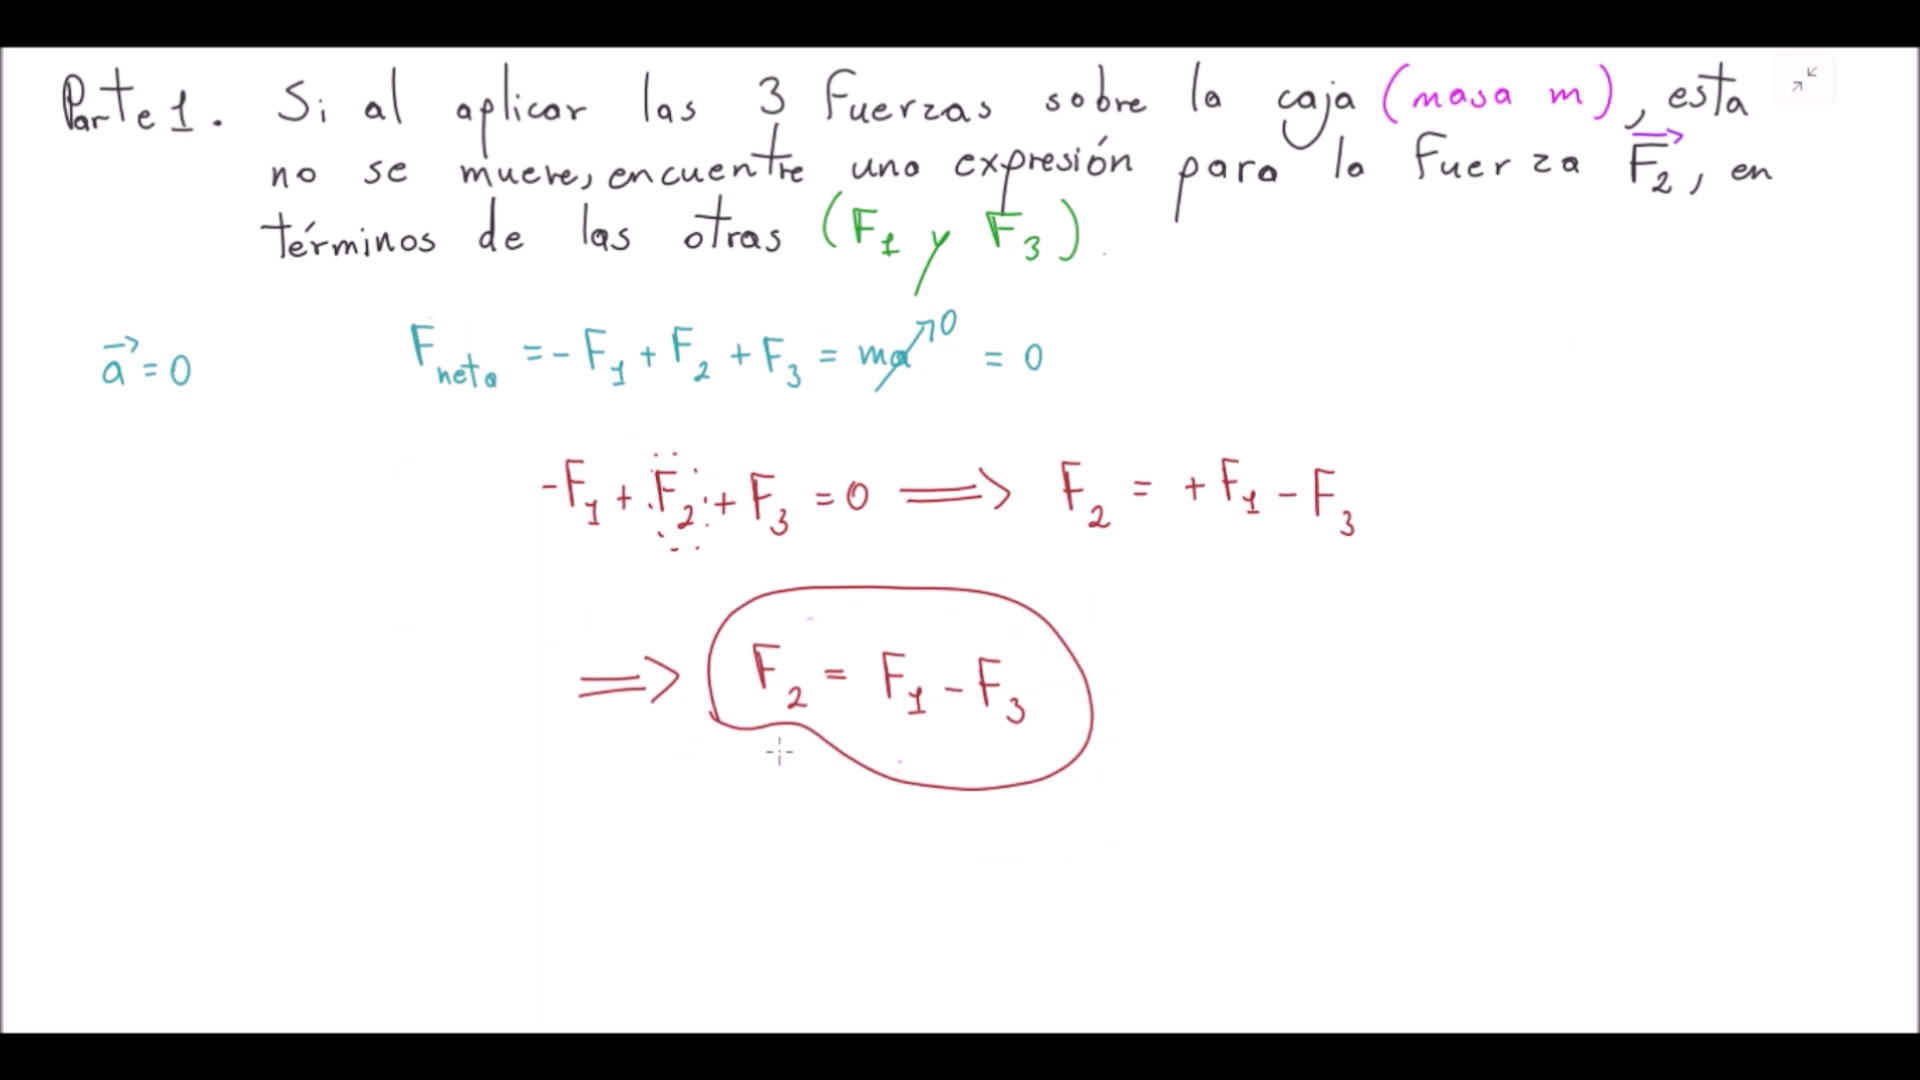 Parte 1. Si al aplicar las 3 Fuerzas sobre la caja (masa m), esta
no se mueve, encuentre una expresión para la Fuerza F⃗₂, en
términos de las otras (F₁ y F₃).
a⃗ = 0 F neta = - F₁ + F₂ + F₃ = ma ↗0 = 0
-F₁ + F₂ + F₃ = 0 ⟹ F₂ = + F₁ - F₃
⟹ F₂ = F₁ - F₃